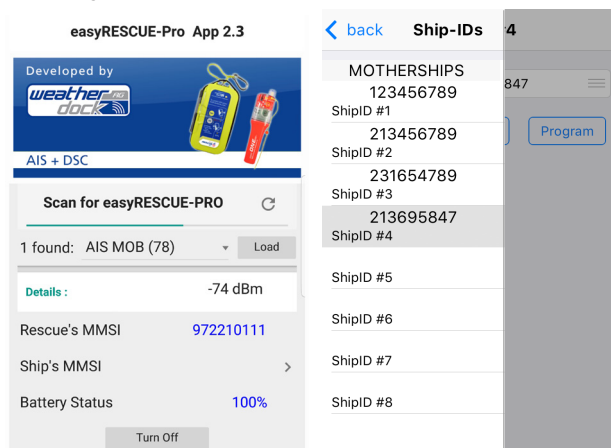 easyRESCUE-Pro App 2.3
Developed by
weather AG
dock
AIS + DSC
Scan for easyRESCUE-PRO
1 found: AIS MOB (78) Load
Details : -74 dBm
Rescue's MMSI 972210111
Ship's MMSI
Battery Status 100%
Turn Off
back Ship-IDs
MOTHERSHIPS
123456789
ShipID #1
213456789
ShipID #2
231654789
ShipID #3
213695847
ShipID #4
ShipID #5
ShipID #6
ShipID #7
ShipID #8
#4
847
Program